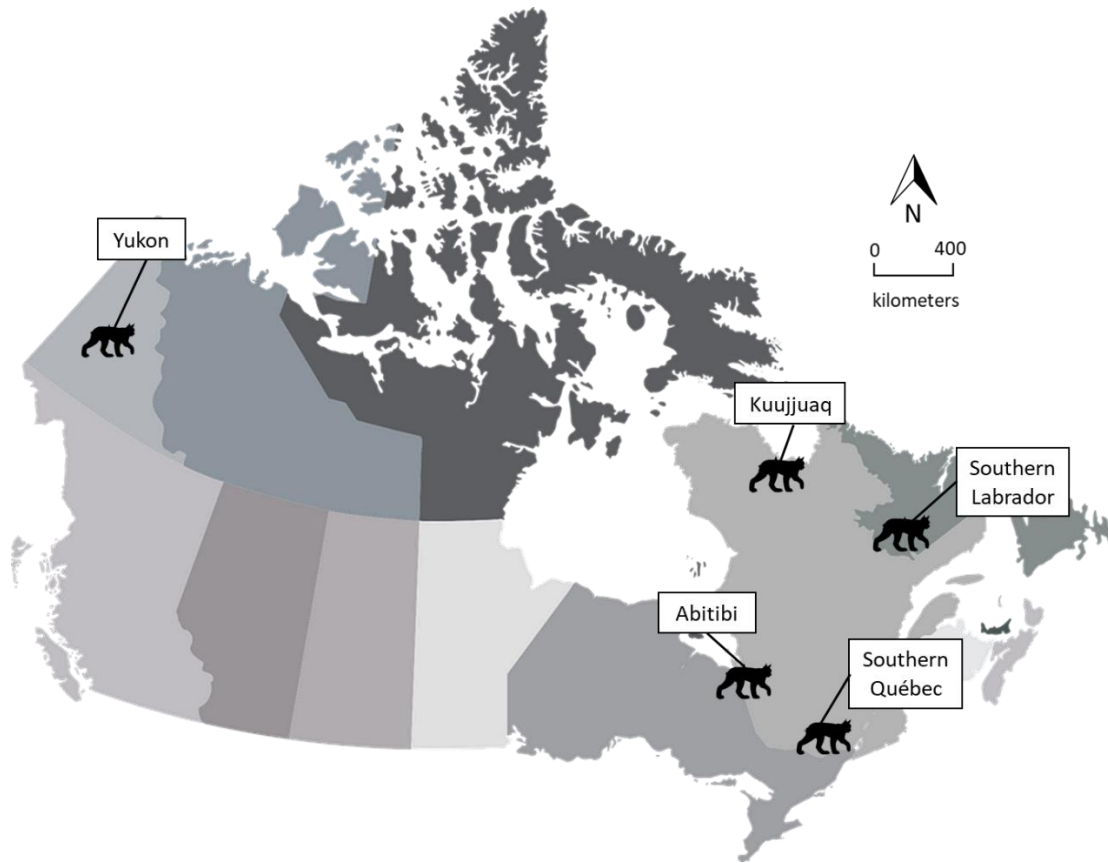 Yukon
N
0 400
kilometers
Kuujjuaq
Southern
Labrador
Abitibi
Southern
Québec